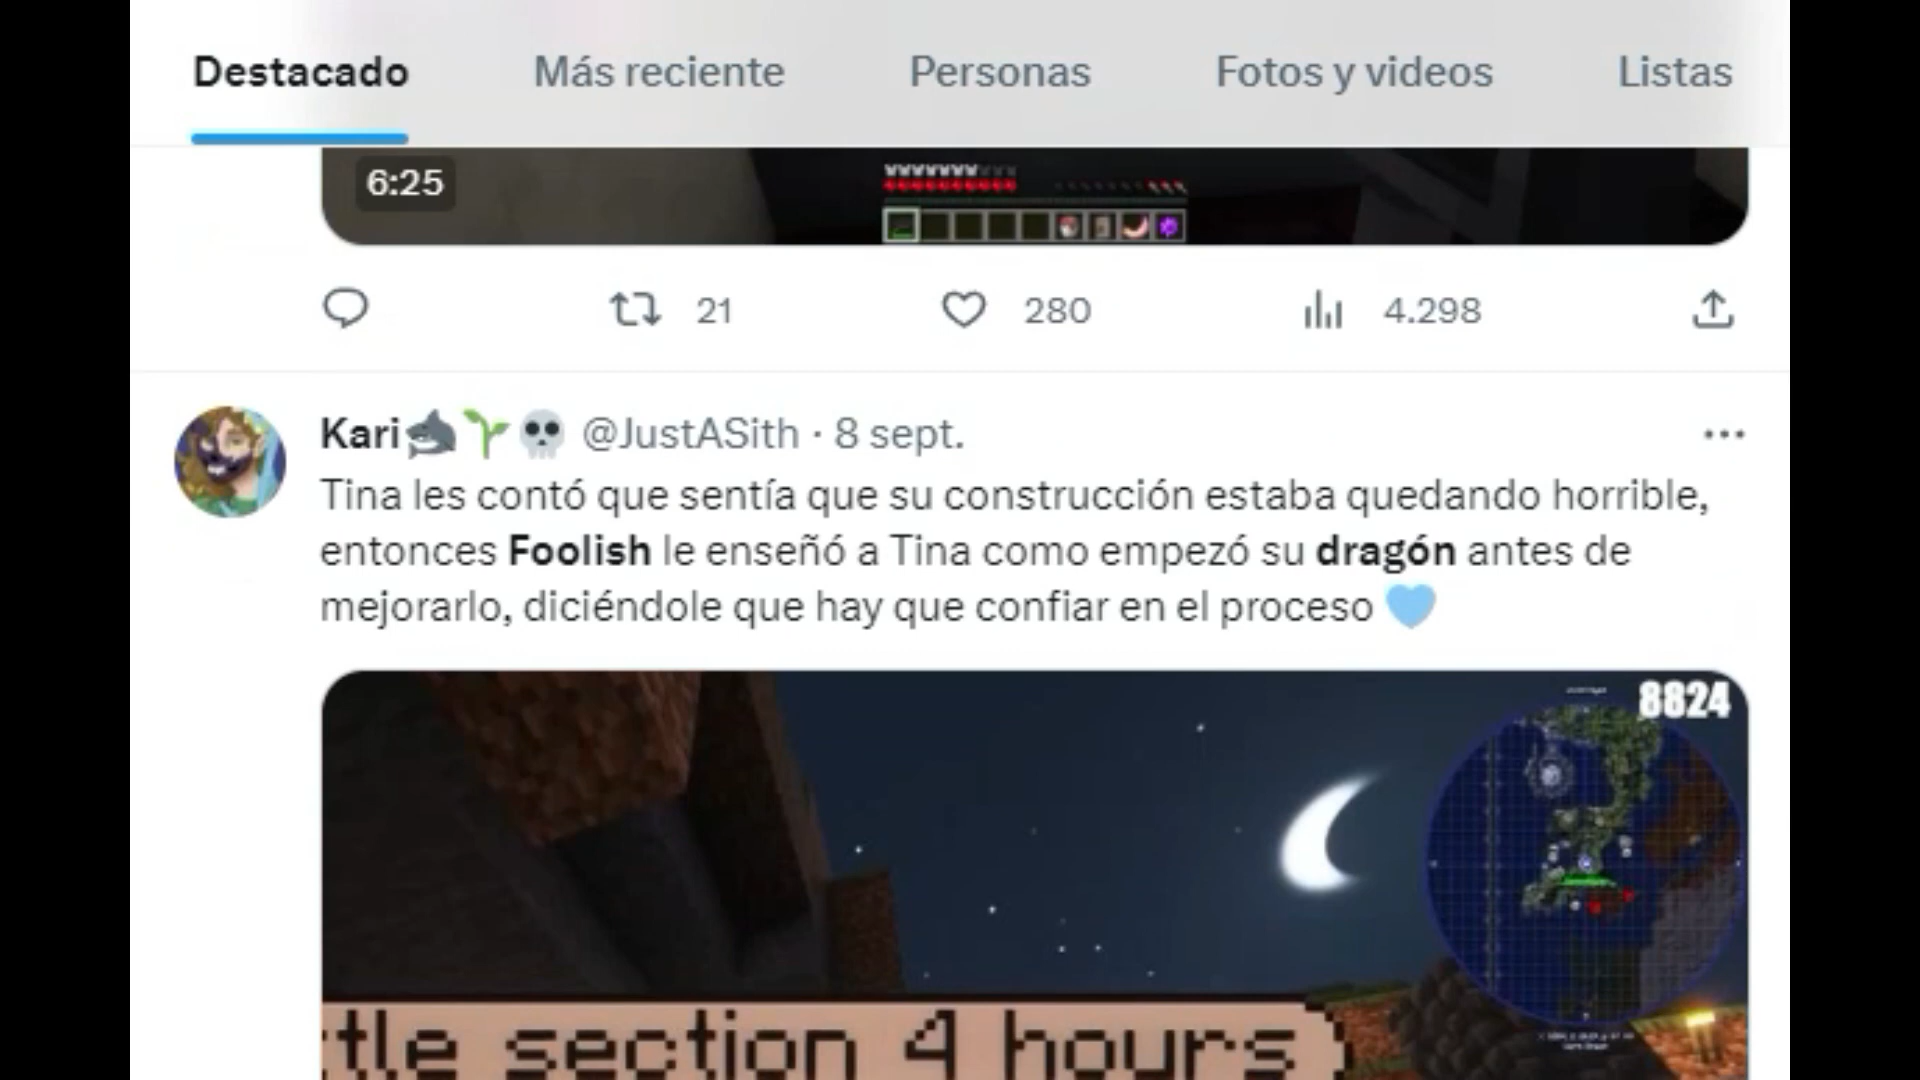 Destacado Más reciente Personas Fotos y videos Listas
6:25
21 280 4.298
Kari @JustASith · 8 sept.
Tina les contó que sentía que su construcción estaba quedando horrible,
entonces Foolish le enseñó a Tina como empezó su dragón antes de
mejorarlo, diciéndole que hay que confiar en el proceso
8824
ttle section 4 hours